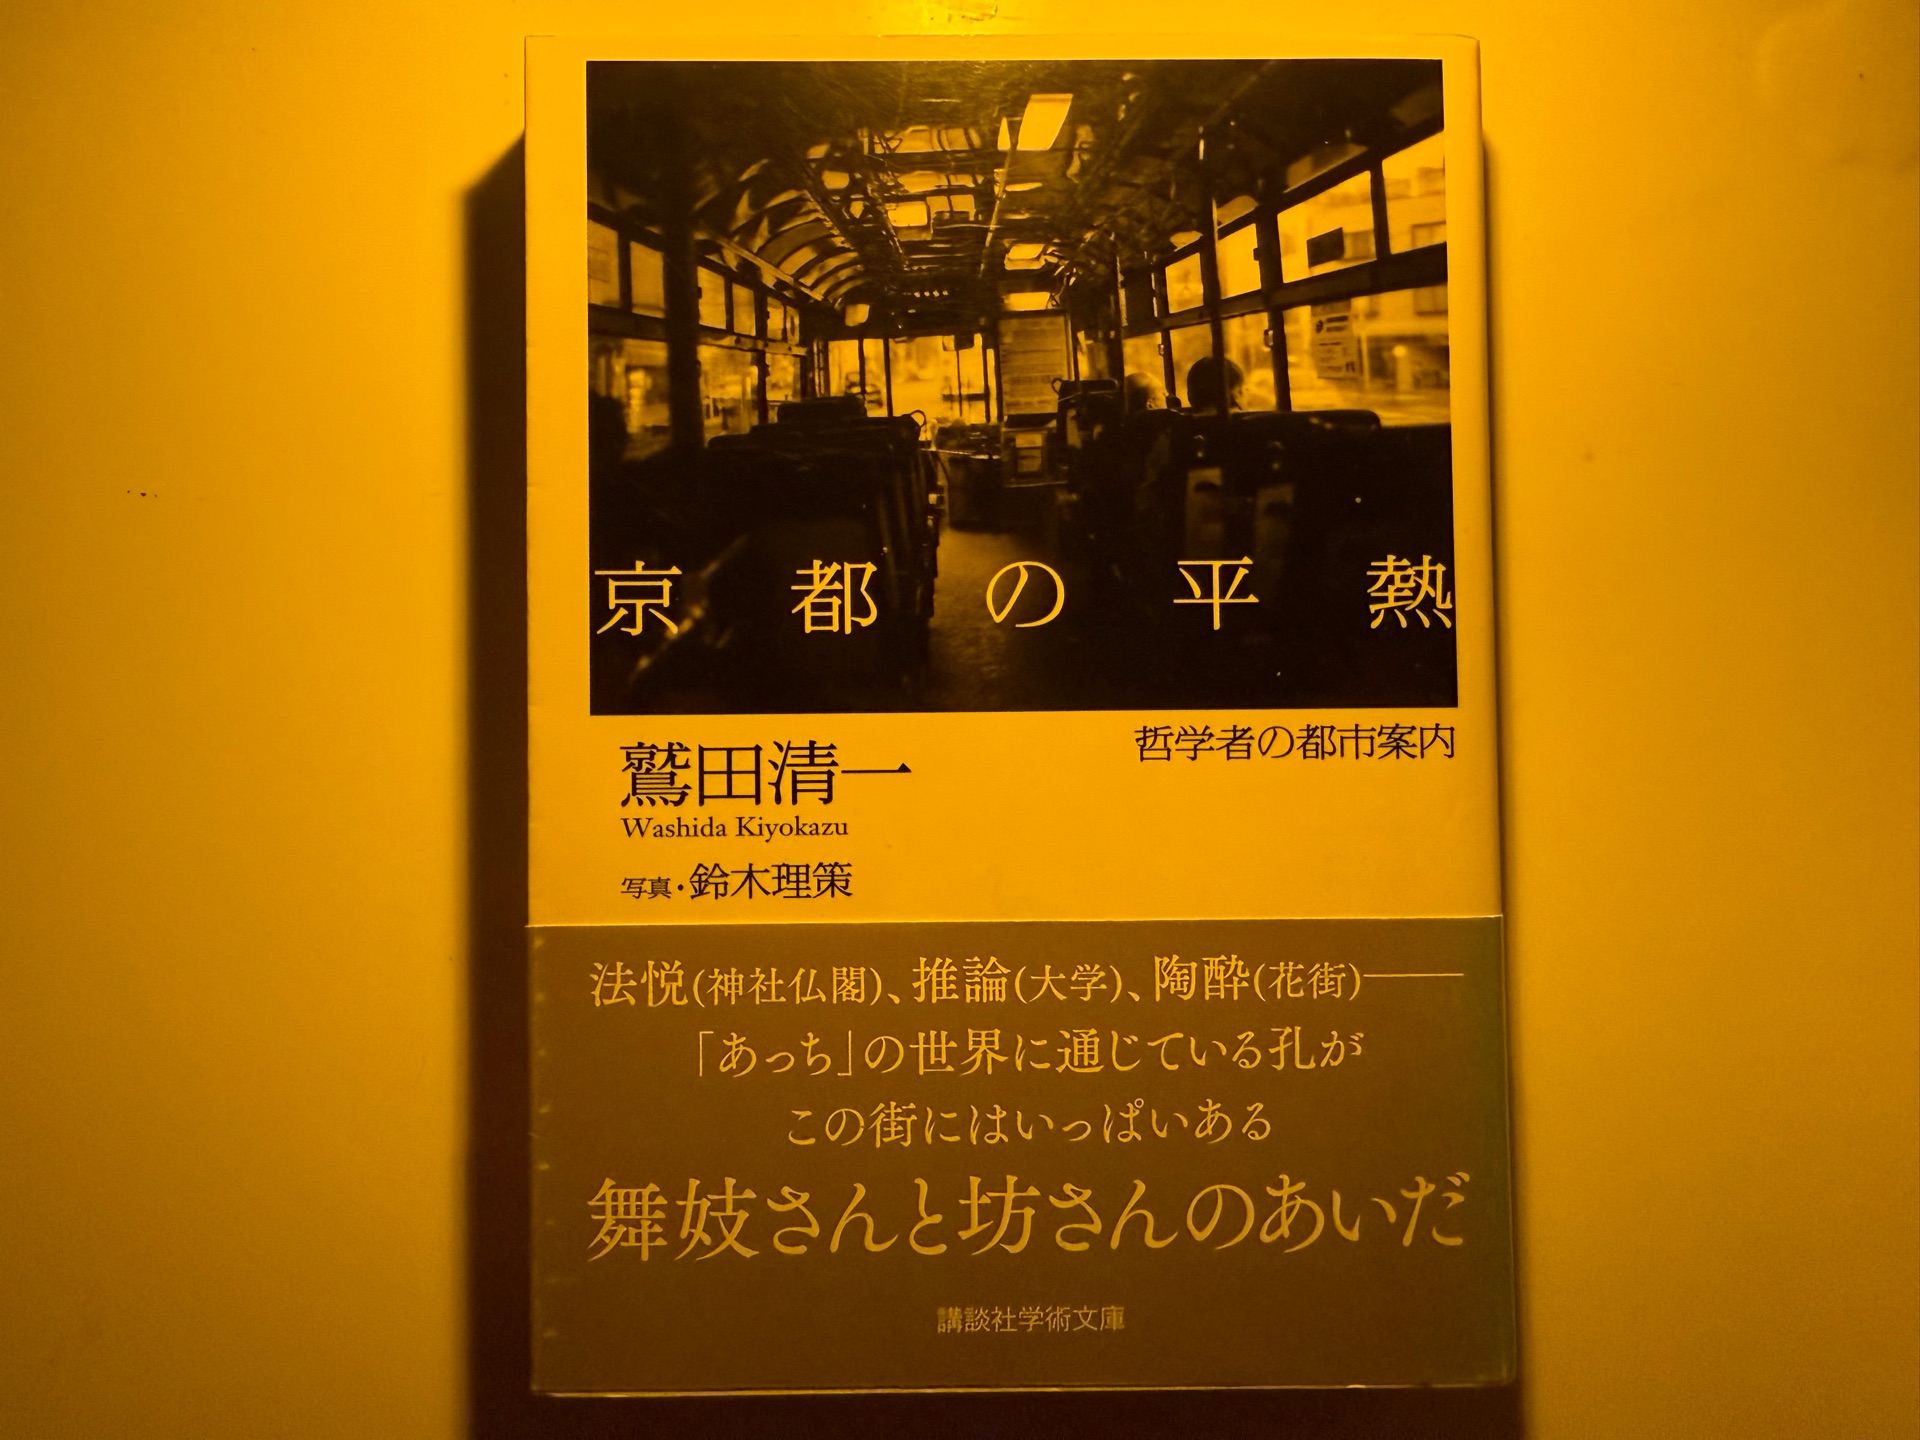 京都の平熱
哲学者の都市案内
鷲田清一
Washida Kiyokazu
写真・鈴木理策
法悦(神社仏閣)、推論(大学)、陶酔(花街)――
「あっち」の世界に通じている孔が
この街にはいっぱいある
舞妓さんと坊さんのあいだ
講談社学術文庫